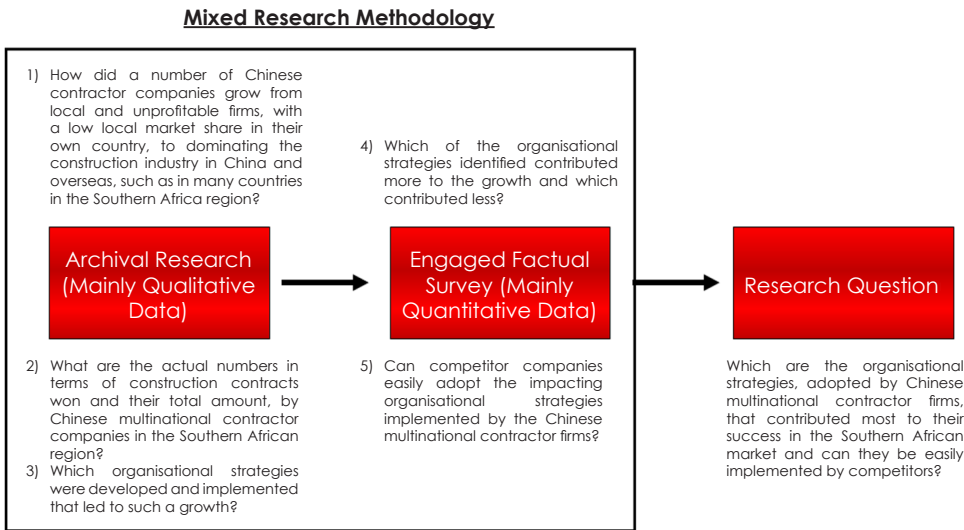 Mixed Research Methodology
1) How did a number of Chinese
contractor companies grow from
local and unprofitable firms, with
a low local market share in their
own country, to dominating the
construction industry in China and
overseas, such as in many countries
in the Southern Africa region?
Archival Research
(Mainly Qualitative
Data)
2) What are the actual numbers in
terms of construction contracts
won and their total amount, by
Chinese multinational contractor
companies in the Southern African
region?
3) Which organisational strategies
were developed and implemented
that led to such a growth?
4) Which of the organisational
strategies identified contributed
more to the growth and which
contributed less?
Engaged Factual
Survey (Mainly
Quantitative Data)
5) Can competitor companies
easily adopt the impacting
organisational strategies
implemented by the Chinese
multinational contractor firms?
Research Question
Which are the organisational
strategies, adopted by Chinese
multinational contractor firms,
that contributed most to their
success in the Southern African
market and can they be easily
implemented by competitors?